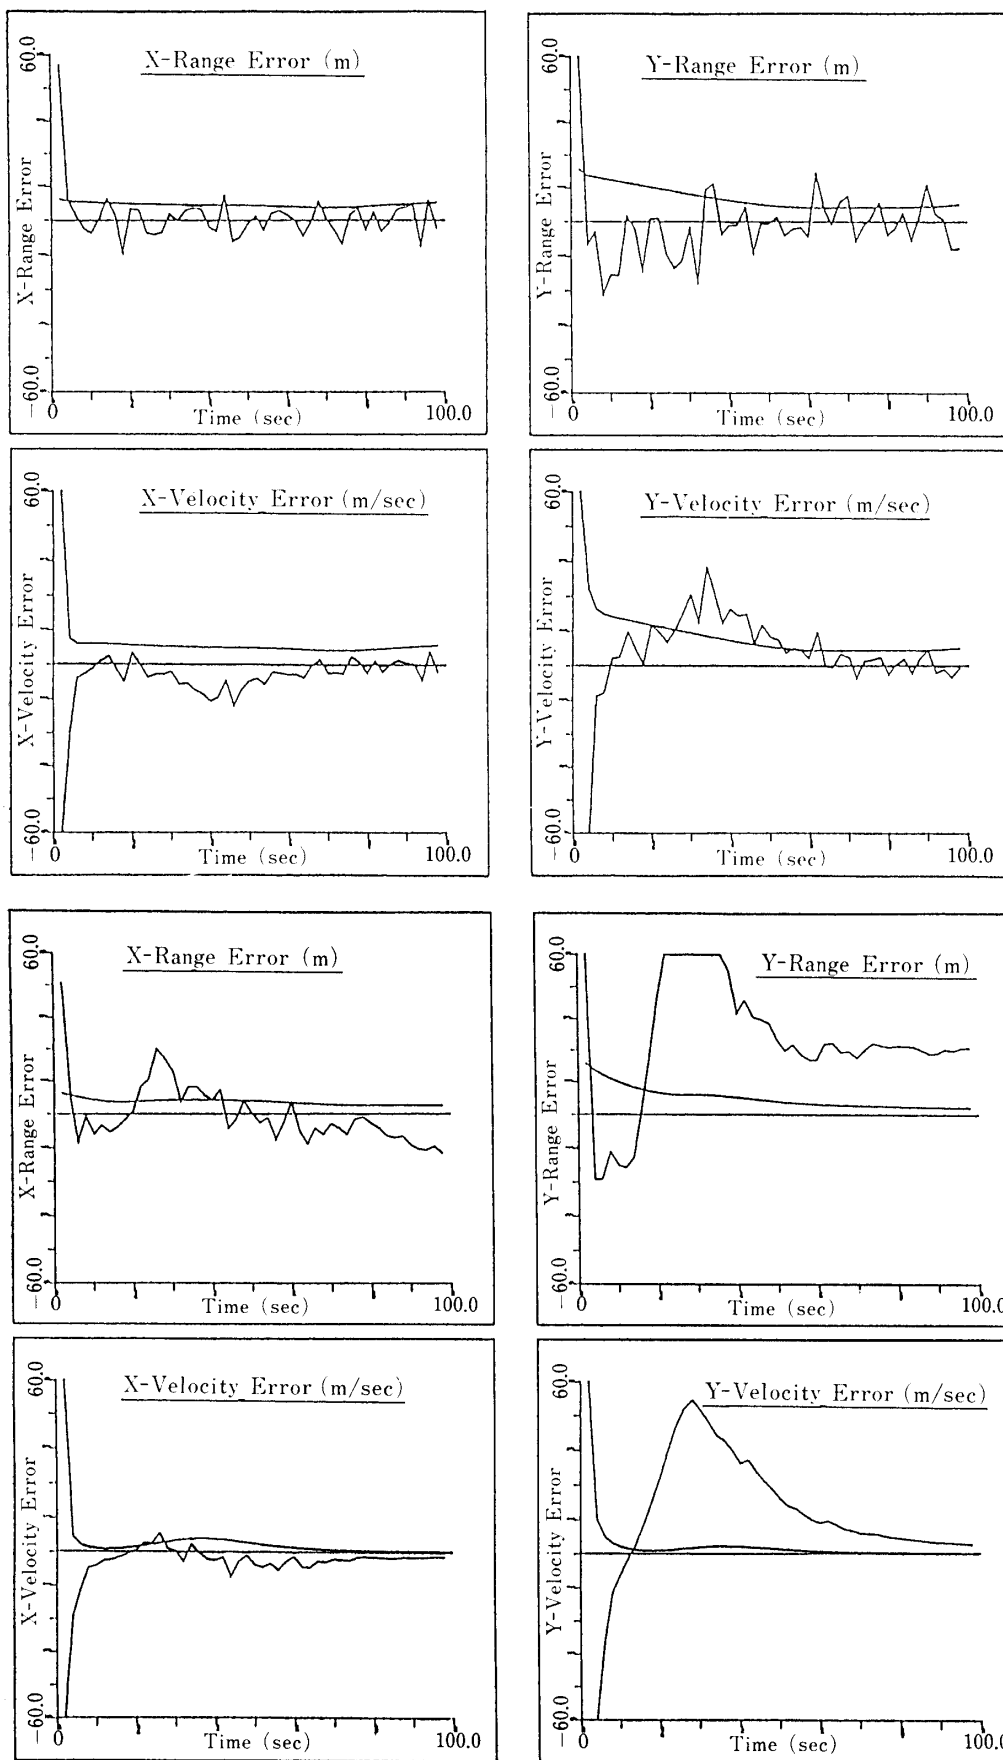 X-Range Error (m)
60.0
X-Range Error
−60.0
0
Time (sec)
100.0
Y-Range Error (m)
60.0
Y-Range Error
−60.0
0
Time (sec)
100.0
X-Velocity Error (m/sec)
60.0
X-Velocity Error
−60.0
0
Time (sec)
100.0
Y-Velocity Error (m/sec)
60.0
Y-Velocity Error
−60.0
0
Time (sec)
100.0
X-Range Error (m)
60.0
X-Range Error
−60.0
0
Time (sec)
100.0
Y-Range Error (m)
60.0
Y-Range Error
−60.0
0
Time (sec)
100.0
X-Velocity Error (m/sec)
60.0
X-Velocity Error
−60.0
0
Time (sec)
100.0
Y-Velocity Error (m/sec)
60.0
Y-Velocity Error
−60.0
0
Time (sec)
100.0